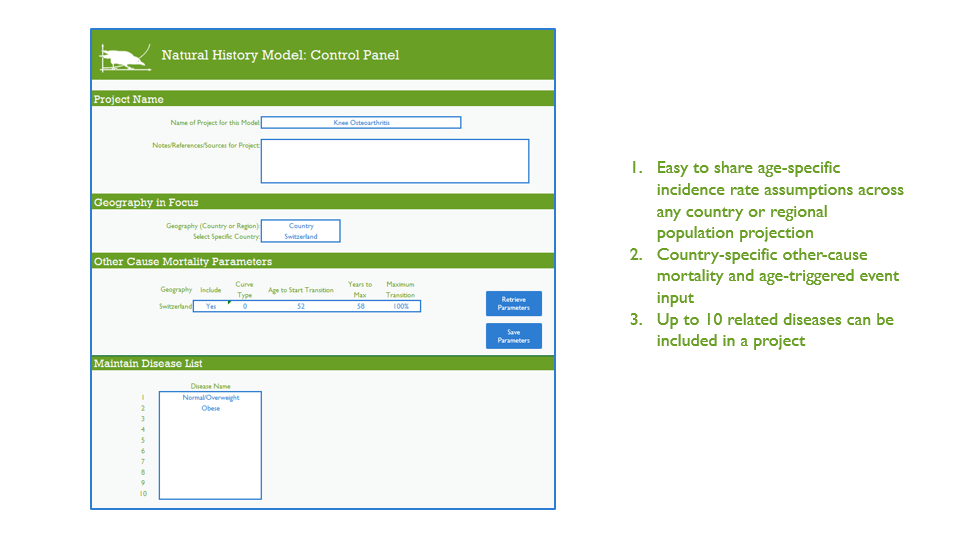 Natural History Model: Control Panel
Project Name
Name of Project for this Model: Knee Osteoarthritis
Notes/References/Sources for Project:
Geography in Focus
Geography (Country or Region): Country
Select Specific Country: Switzerland
Other Cause Mortality Parameters
Geography Include Curve Type Age to Start Transition Years to Max Maximum Transition
Switzerland Yes 0 52 58 100%
Retrieve
Parameters
Save
Parameters
Maintain Disease List
Disease Name
1 Normal/Overweight
2 Obese
3
4
5
6
7
8
9
10
1. Easy to share age-specific
incidence rate assumptions across
any country or regional
population projection
2. Country-specific other-cause
mortality and age-triggered event
input
3. Up to 10 related diseases can be
included in a project